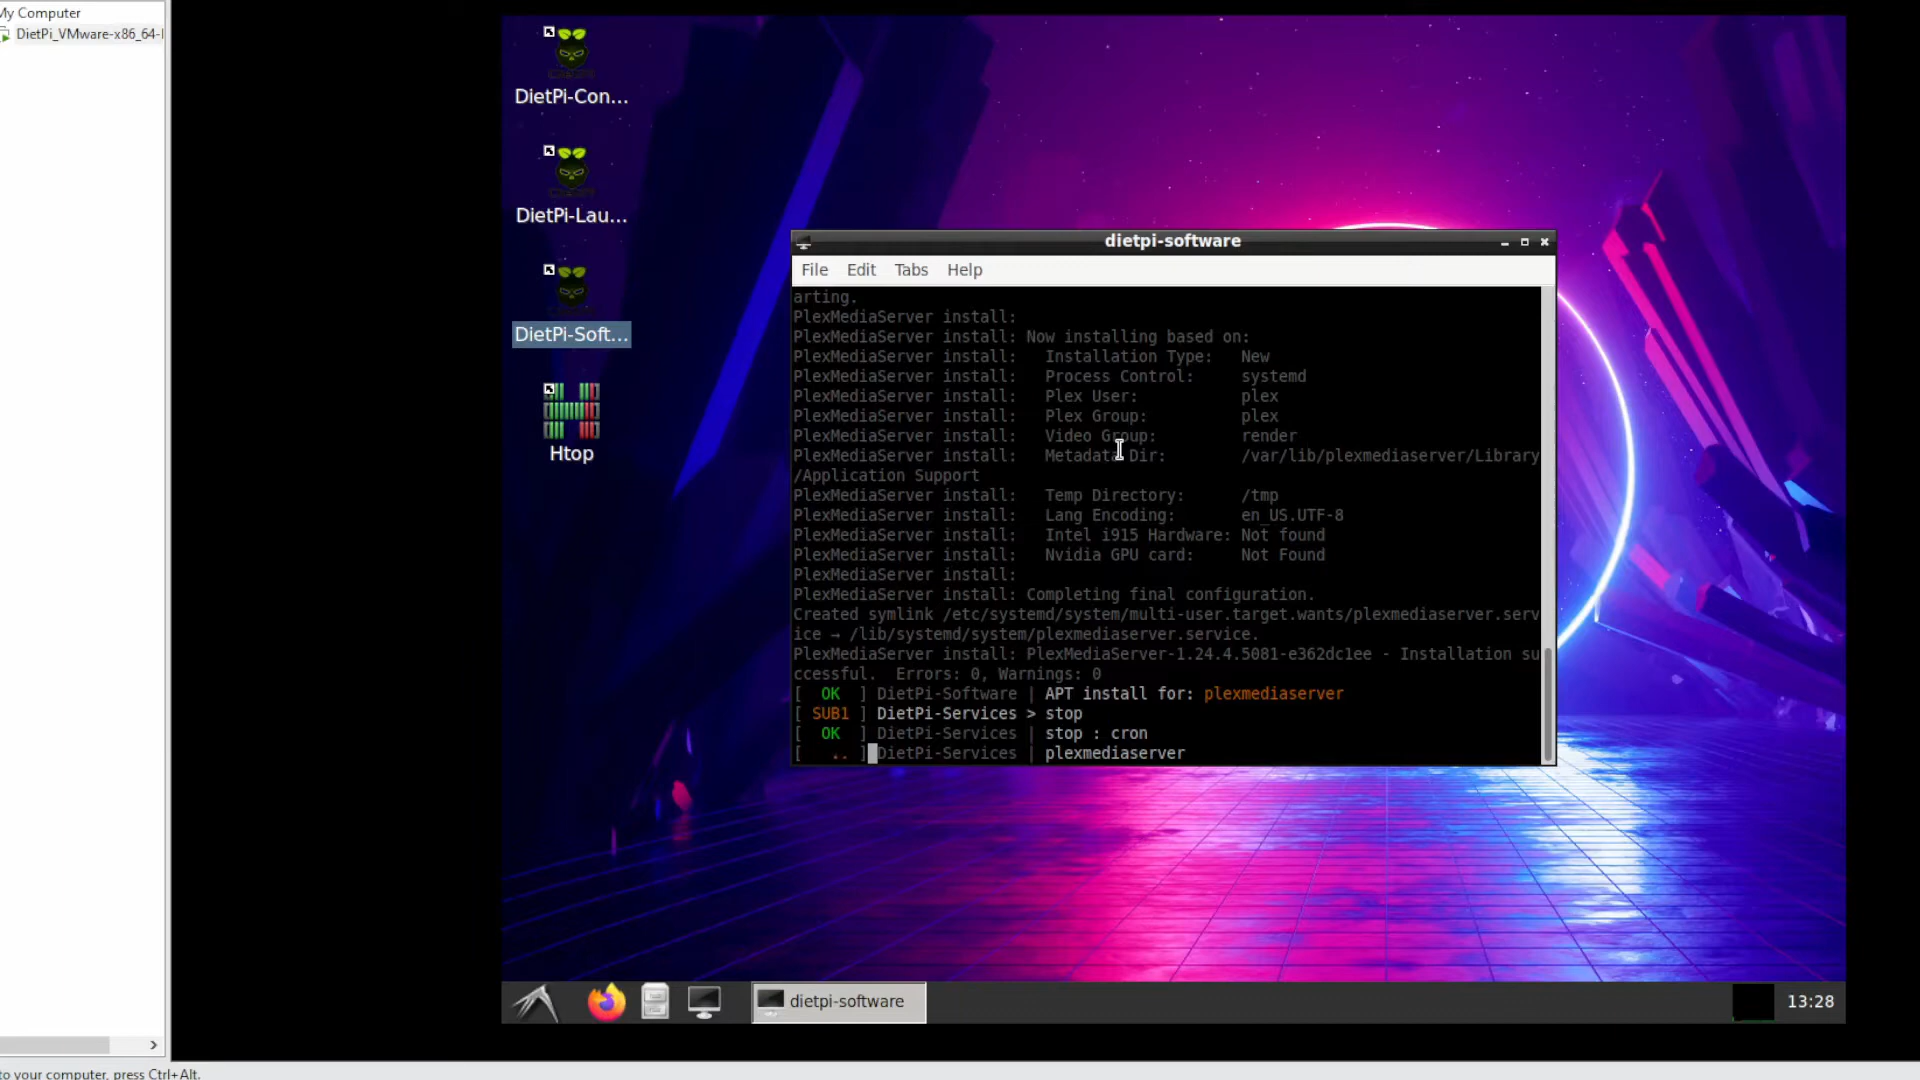 My Computer
DietPi_VMware-x86_64-
DietPi-Con...
DietPi-Lau...
DietPi-Soft...
Htop
dietpi-software
File Edit Tabs Help
arting.
PlexMediaServer install:
PlexMediaServer install: Now installing based on:
PlexMediaServer install:   Installation Type:   New
PlexMediaServer install:   Process Control:     systemd
PlexMediaServer install:   Plex User:           plex
PlexMediaServer install:   Plex Group:          plex
PlexMediaServer install:   Video Group:         render
PlexMediaServer install:   Metadata Dir:        /var/lib/plexmediaserver/Library
/Application Support
PlexMediaServer install:   Temp Directory:      /tmp
PlexMediaServer install:   Lang Encoding:       en_US.UTF-8
PlexMediaServer install:   Intel i915 Hardware: Not found
PlexMediaServer install:   Nvidia GPU card:     Not Found
PlexMediaServer install:
PlexMediaServer install: Completing final configuration.
Created symlink /etc/systemd/system/multi-user.target.wants/plexmediaserver.serv
ice → /lib/systemd/system/plexmediaserver.service.
PlexMediaServer install: PlexMediaServer-1.24.4.5081-e362dc1ee - Installation su
ccessful.  Errors: 0, Warnings: 0
[  OK  ] DietPi-Software | APT install for: plexmediaserver
[ SUB1 ] DietPi-Services > stop
[  OK  ] DietPi-Services | stop : cron
[   .. ] DietPi-Services | plexmediaserver
dietpi-software
13:28
to your computer, press Ctrl+Alt.